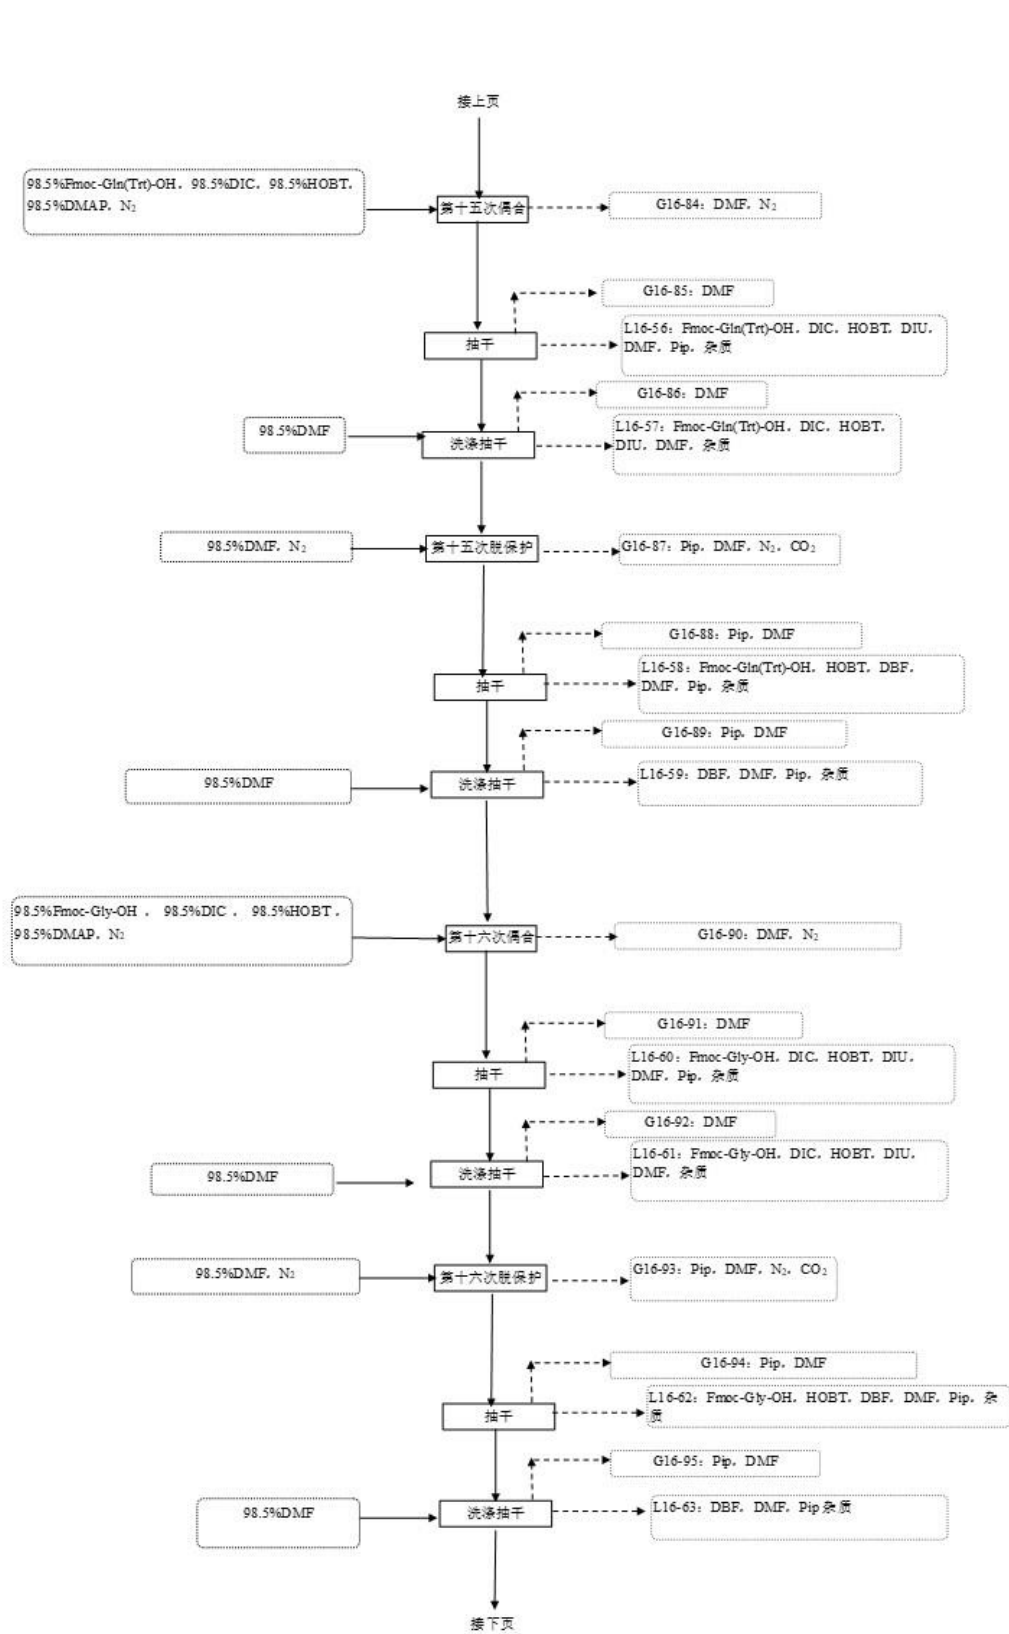 接上页
98.5%Fmoc-Gln(Trt)-OH，98.5%DIC，98.5%HOBT，
98.5%DMAP，N₂
第十五次偶合
G16-84：DMF，N₂
G16-85：DMF
抽干
L16-56：Fmoc-Gln(Trt)-OH，DIC，HOBT，DIU，
DMF，Pip，杂质
G16-86：DMF
98.5%DMF
洗涤抽干
L16-57：Fmoc-Gln(Trt)-OH，DIC，HOBT，
DIU，DMF，杂质
98.5%DMF，N₂
第十五次脱保护
G16-87：Pip，DMF，N₂，CO₂
G16-88：Pip，DMF
抽干
L16-58：Fmoc-Gln(Trt)-OH，HOBT，DBF，
DMF，Pip，杂质
G16-89：Pip，DMF
98.5%DMF
洗涤抽干
L16-59：DBF，DMF，Pip，杂质
98.5%Fmoc-Gly-OH ， 98.5%DIC ， 98.5%HOBT ，
98.5%DMAP，N₂
第十六次偶合
G16-90：DMF，N₂
G16-91：DMF
抽干
L16-60：Fmoc-Gly-OH，DIC，HOBT，DIU，
DMF，Pip，杂质
G16-92：DMF
98.5%DMF
洗涤抽干
L16-61：Fmoc-Gly-OH，DIC，HOBT，DIU，
DMF，杂质
98.5%DMF，N₂
第十六次脱保护
G16-93：Pip，DMF，N₂，CO₂
G16-94：Pip，DMF
抽干
L16-62：Fmoc-Gly-OH，HOBT，DBF，DMF，Pip，杂
质
G16-95：Pip，DMF
98.5%DMF
洗涤抽干
L16-63：DBF，DMF，Pip 杂质
接下页